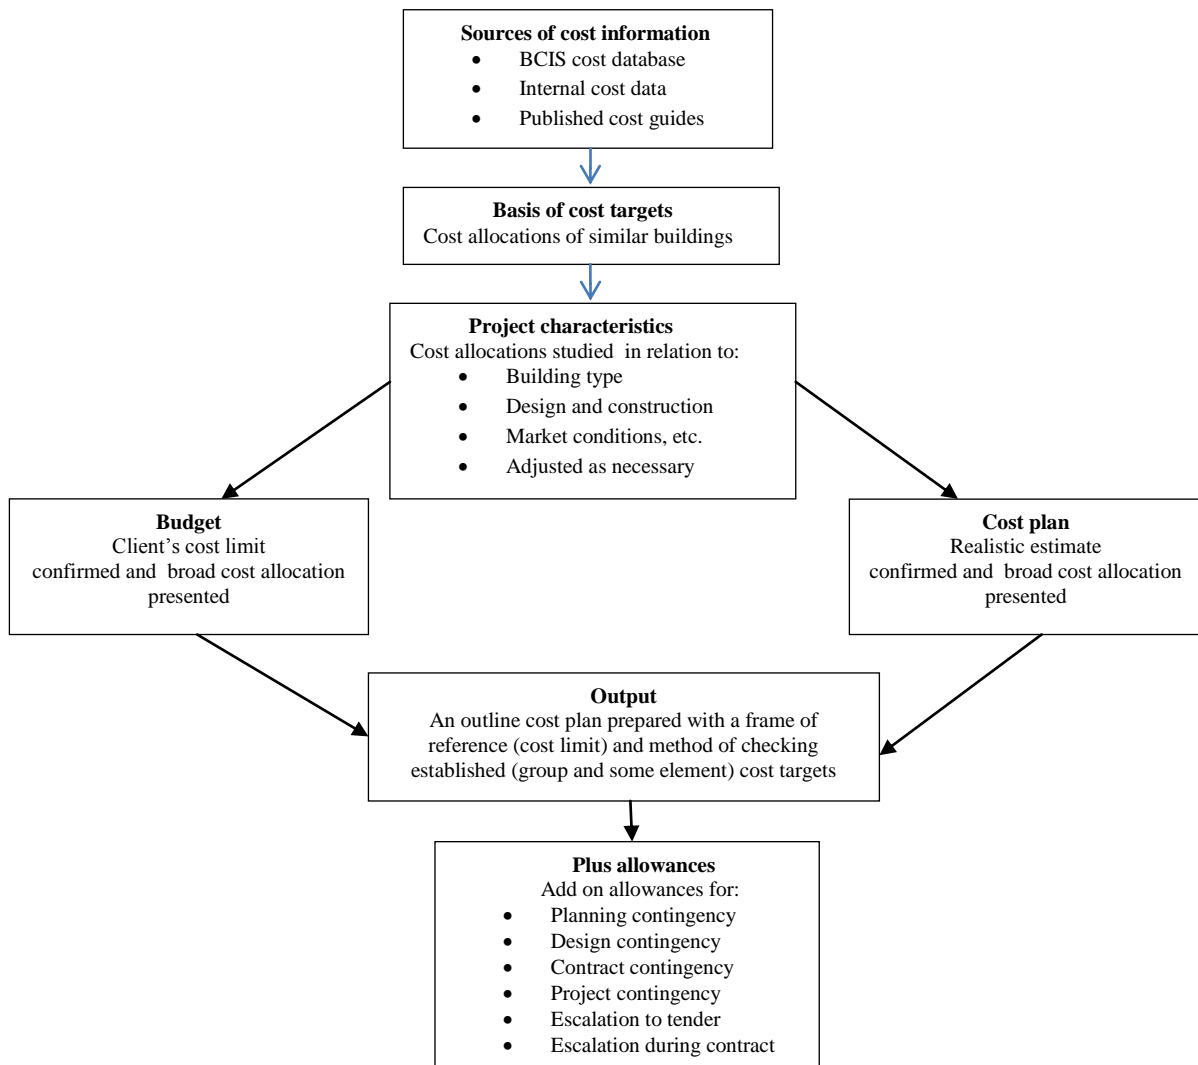 Sources of cost information
• BCIS cost database
• Internal cost data
• Published cost guides
Basis of cost targets
Cost allocations of similar buildings
Project characteristics
Cost allocations studied in relation to:
• Building type
• Design and construction
• Market conditions, etc.
• Adjusted as necessary
Budget
Client’s cost limit
confirmed and broad cost allocation
presented
Cost plan
Realistic estimate
confirmed and broad cost allocation
presented
Output
An outline cost plan prepared with a frame of
reference (cost limit) and method of checking
established (group and some element) cost targets
Plus allowances
Add on allowances for:
• Planning contingency
• Design contingency
• Contract contingency
• Project contingency
• Escalation to tender
• Escalation during contract